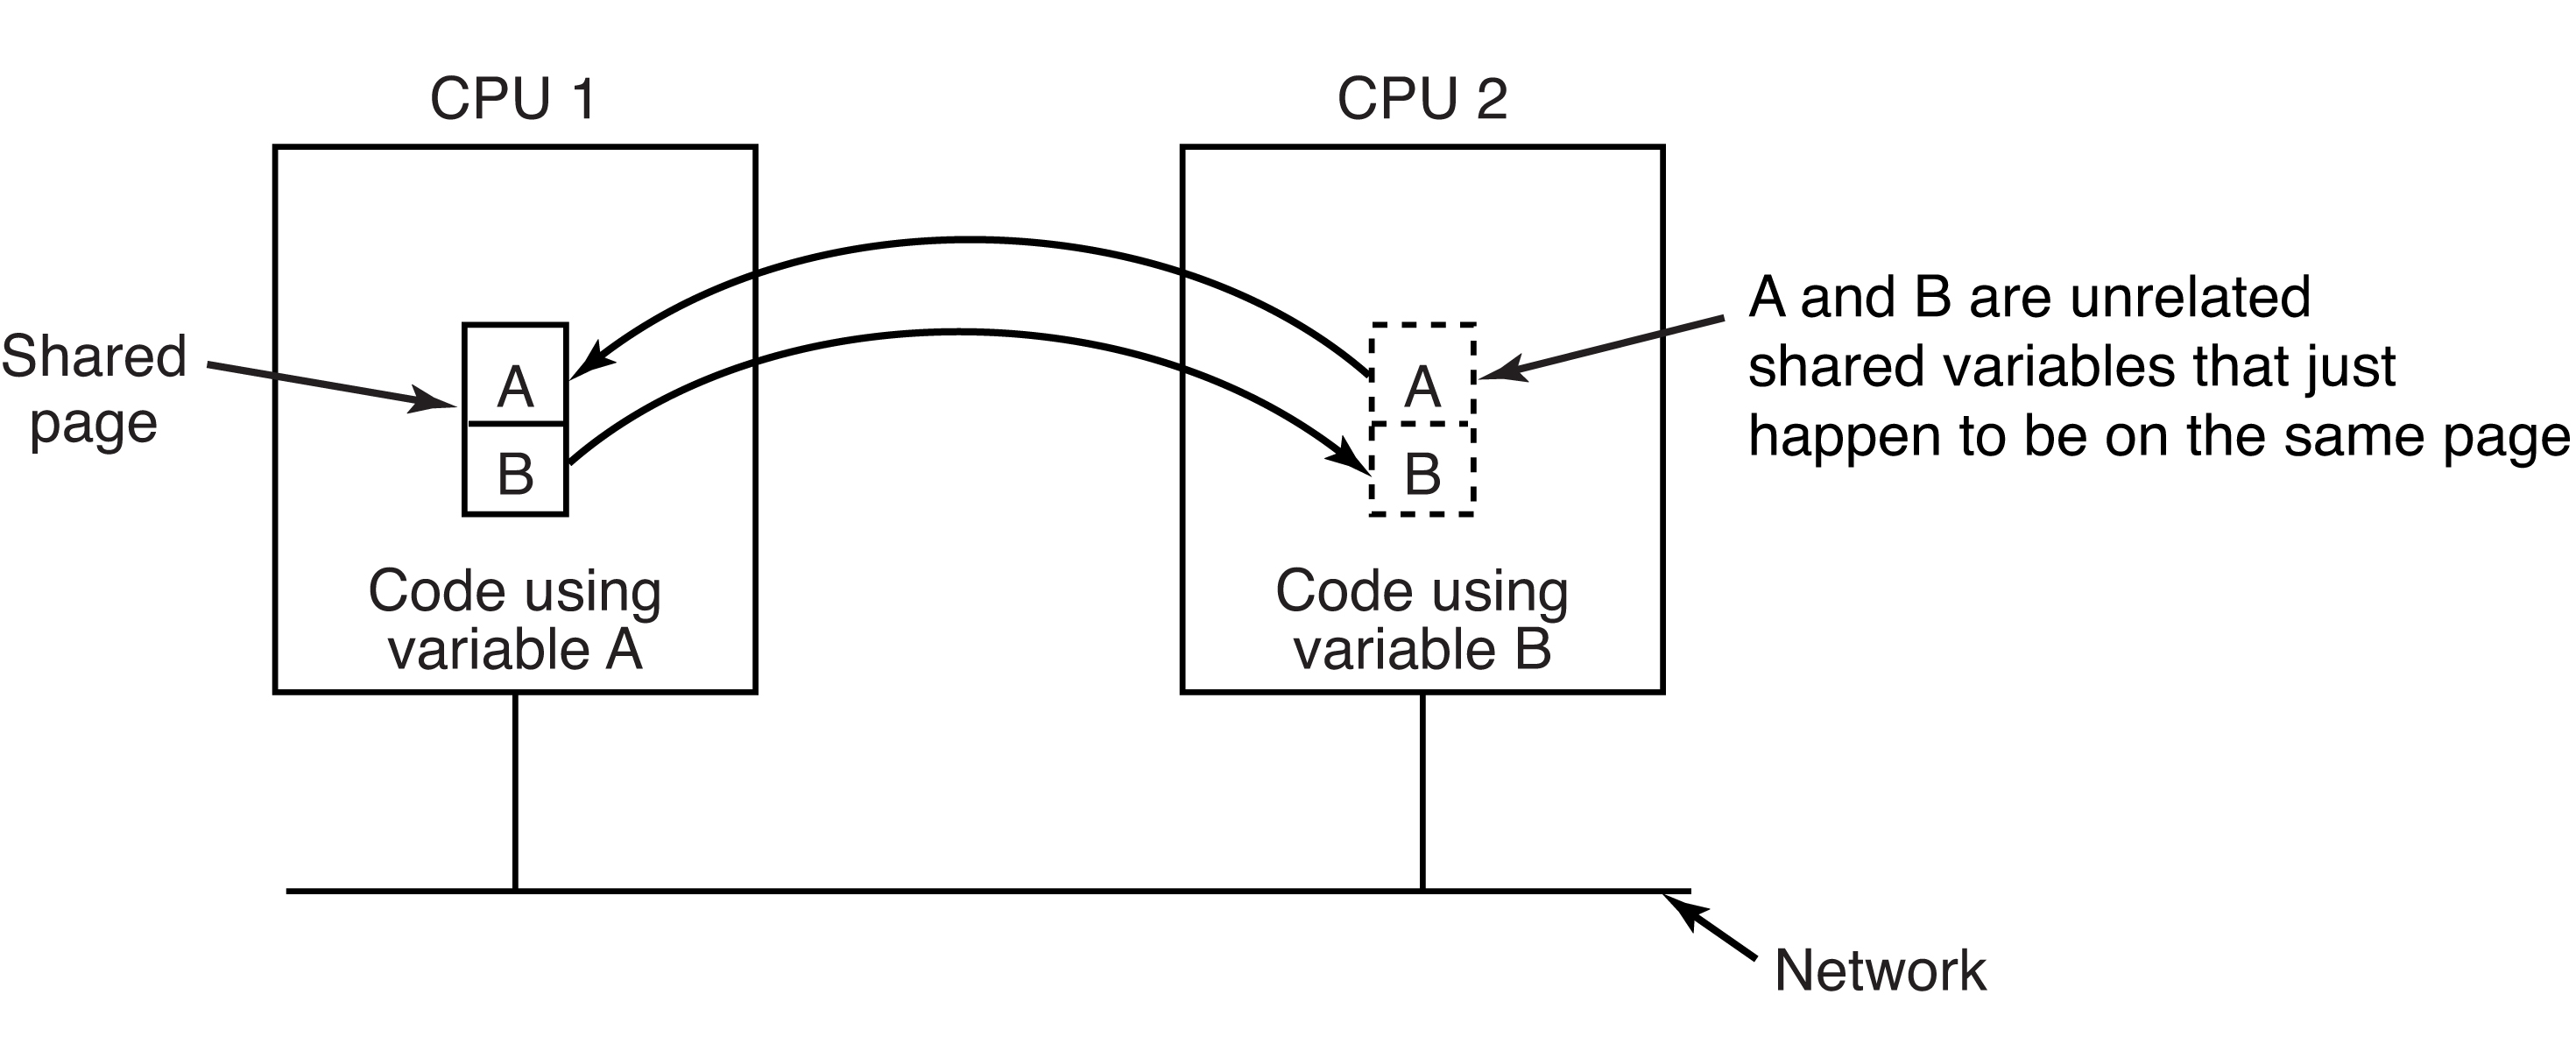 CPU 1
CPU 2
Shared
page
A
B
A
B
A and B are unrelated
shared variables that just
happen to be on the same page
Code using
variable A
Code using
variable B
Network